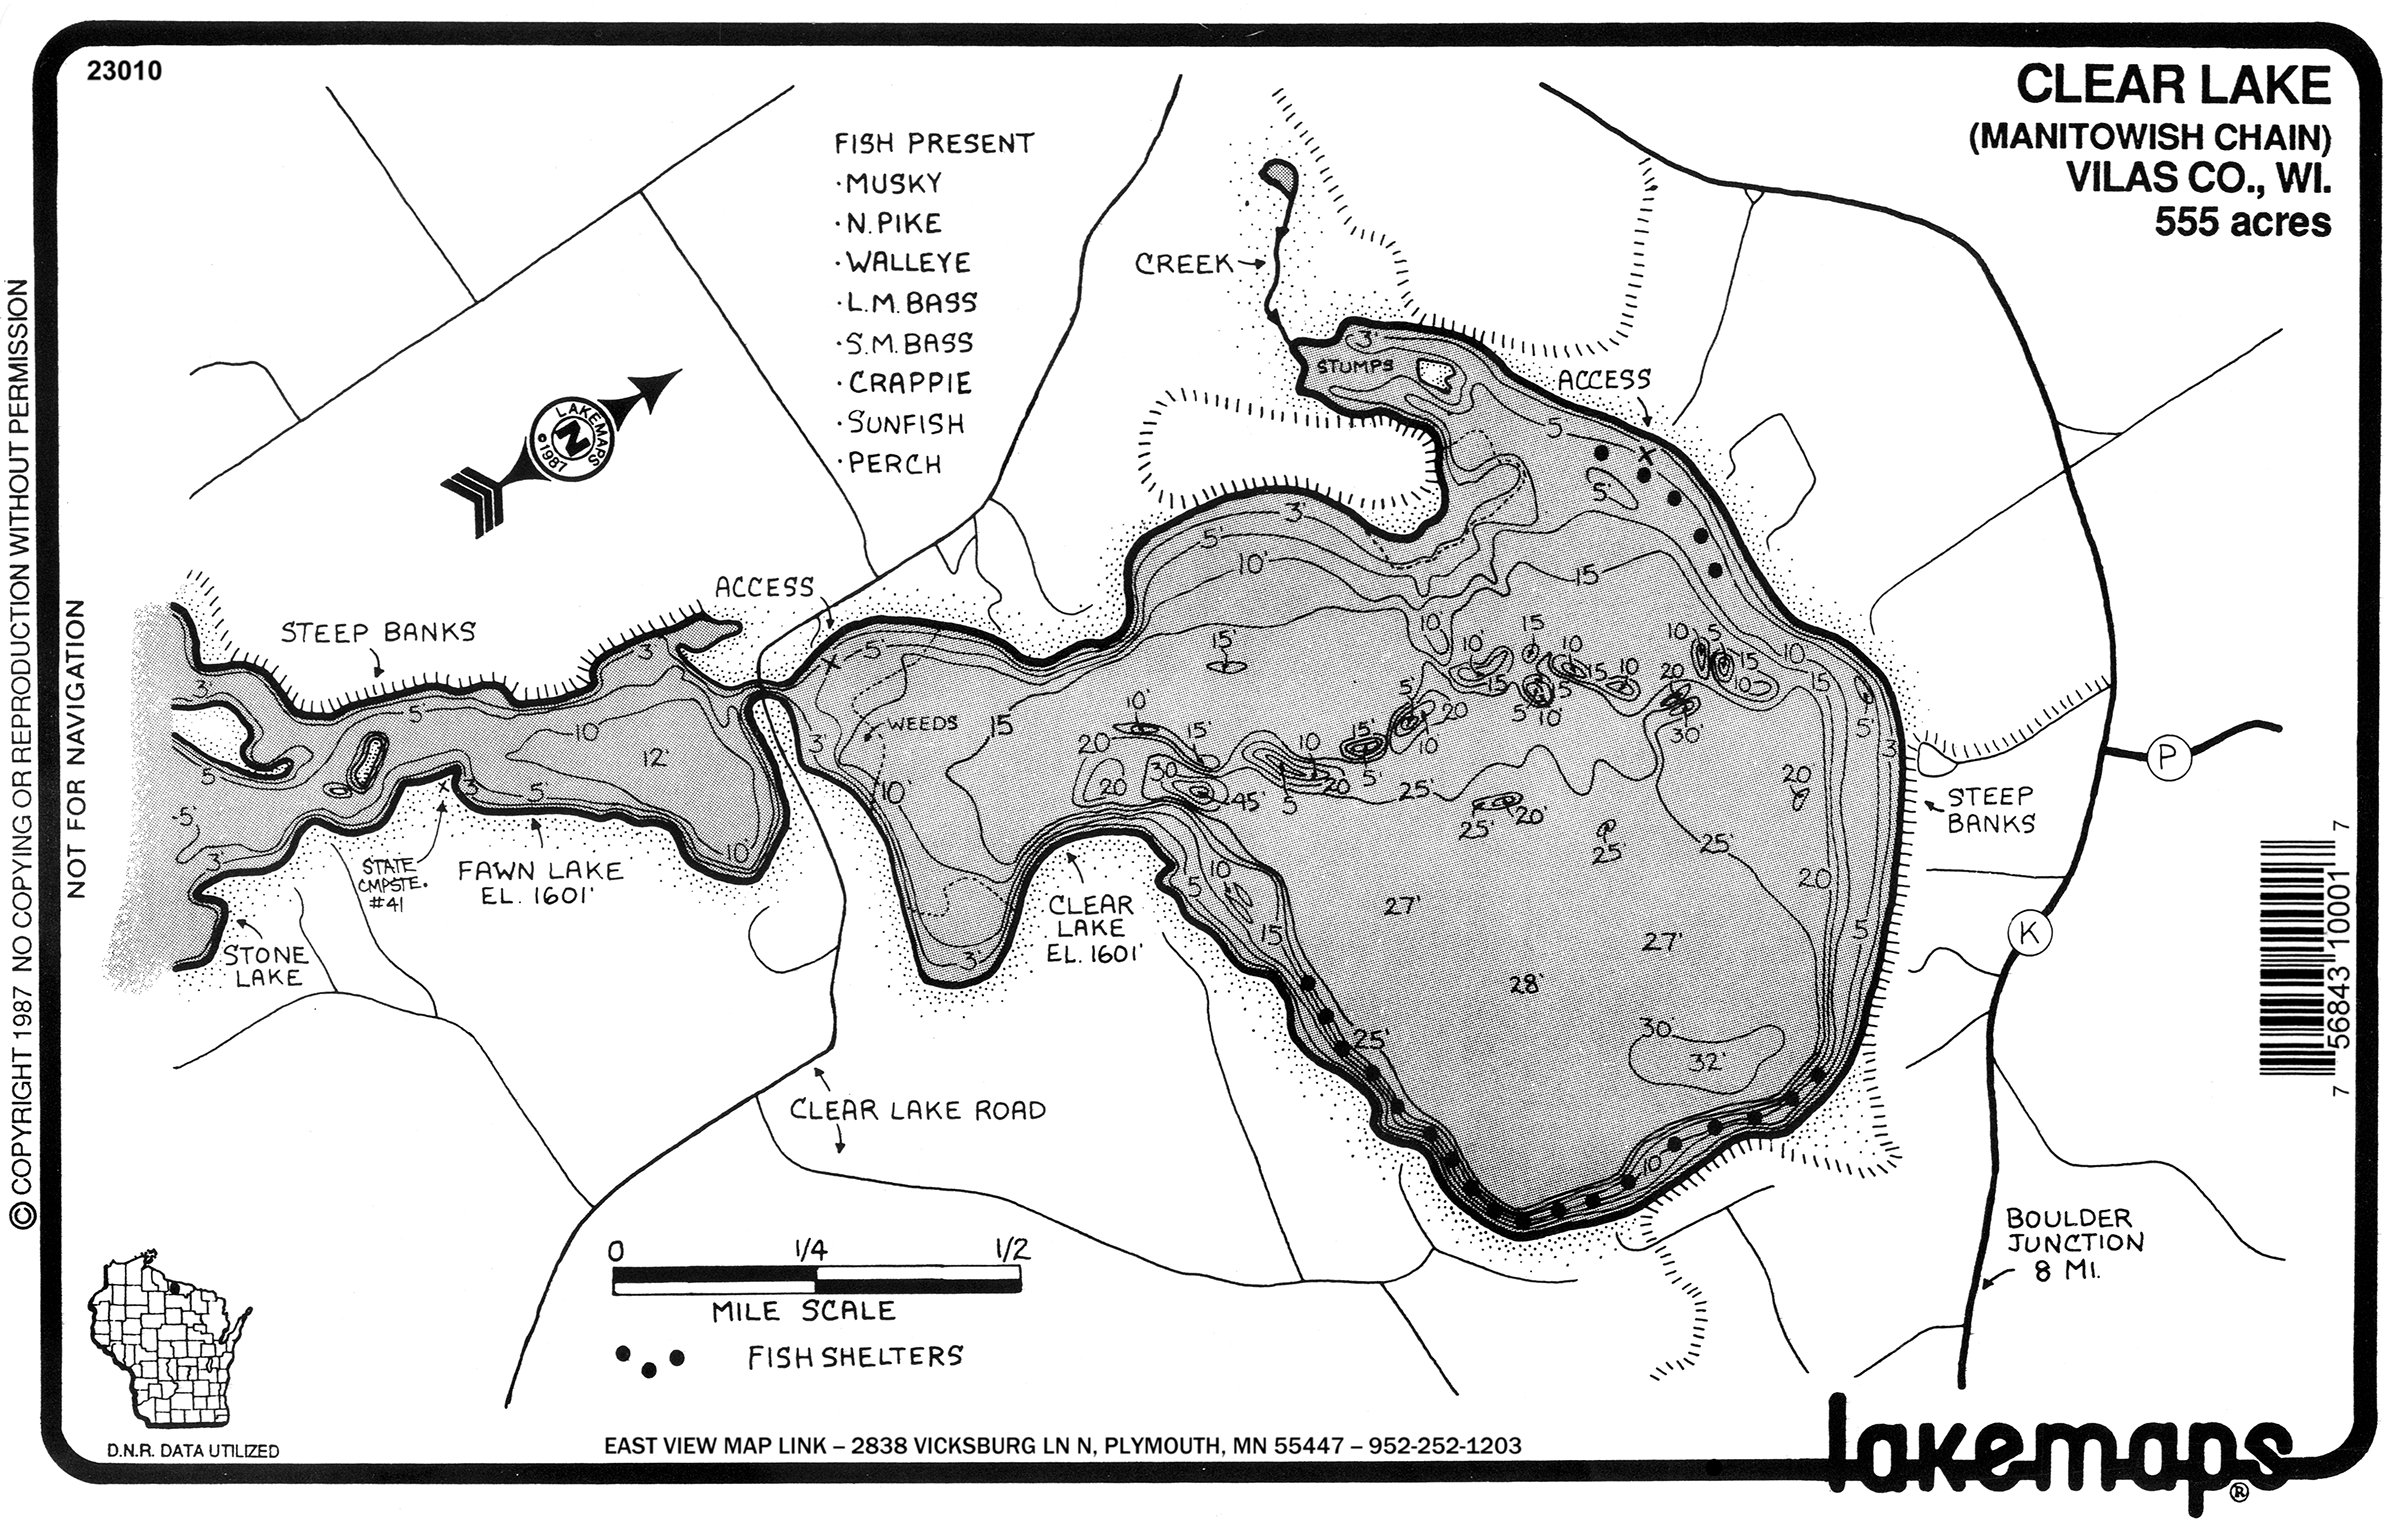 23010
CLEAR LAKE
(MANITOWISH CHAIN)
VILAS CO., WI.
555 acres
FISH PRESENT
·MUSKY
·N. PIKE
·WALLEYE
·L.M. BASS
·S.M. BASS
·CRAPPIE
·SUNFISH
·PERCH
CREEK
3'
STUMPS
ACCESS
5
5'
LAKEMAPS
N
©1987
3'
5'
10'
15
ACCESS
STEEP BANKS
3'
5'
15'
10'
10'
15
10
15
10
15
5'
10'
20
10
5'
15
10
10'
15
5'
3
3'
5'
10'
12'
WEEDS
15
3'
10'
20
15'
10
15'
5'
20
10
30'
P
5
-5'
3'
3
5'
10'
10'
20
30
45'
5
20
5'
25'
25'
20'
25'
25'
20
20
5
STEEP
BANKS
STATE
CMPSTE.
#41
FAWN LAKE
EL. 1601'
STONE
LAKE
CLEAR
LAKE
EL. 1601'
3'
5
10
15
25'
27'
27'
28'
30'
32'
10
K
CLEAR LAKE ROAD
0 1/4 1/2
MILE SCALE
FISH SHELTERS
BOULDER
JUNCTION
8 MI.
D.N.R. DATA UTILIZED
EAST VIEW MAP LINK – 2838 VICKSBURG LN N, PLYMOUTH, MN 55447 – 952-252-1203
lakemaps®
© COPYRIGHT 1987 NO COPYING OR REPRODUCTION WITHOUT PERMISSION
NOT FOR NAVIGATION
7 56843 10001 7